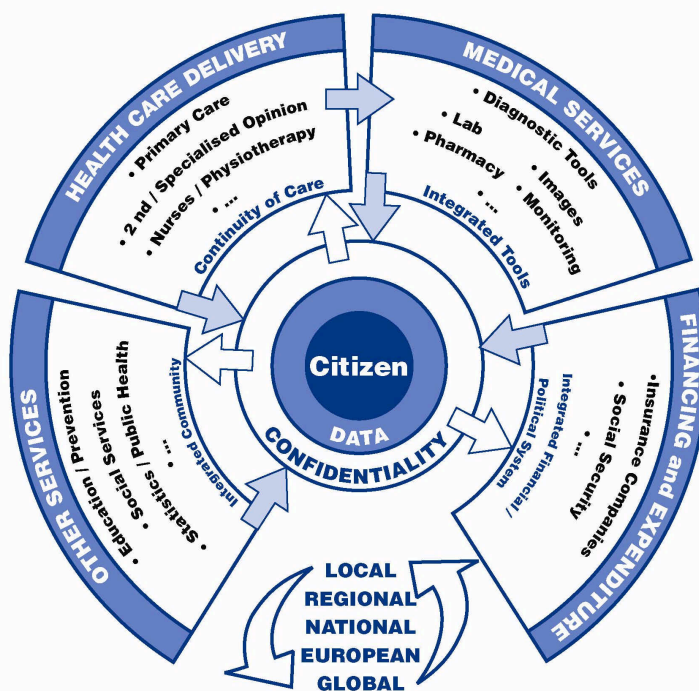 HEALTH CARE DELIVERY
• Primary Care
• 2 nd / Specialised Opinion
• Nurses / Physiotherapy
• ...
Continuity of Care
MEDICAL SERVICES
• Diagnostic Tools
• Lab
• Images
• Pharmacy
• Monitoring
• ...
Integrated Tools
OTHER SERVICES
• Education / Prevention
• Social Services
• Statistics / Public Health
• ...
Integrated Community
Citizen
DATA
CONFIDENTIALITY
FINANCING and EXPENDITURE
• Insurance Companies
• Social Security
• ...
Integrated Financial /
Political System
LOCAL
REGIONAL
NATIONAL
EUROPEAN
GLOBAL